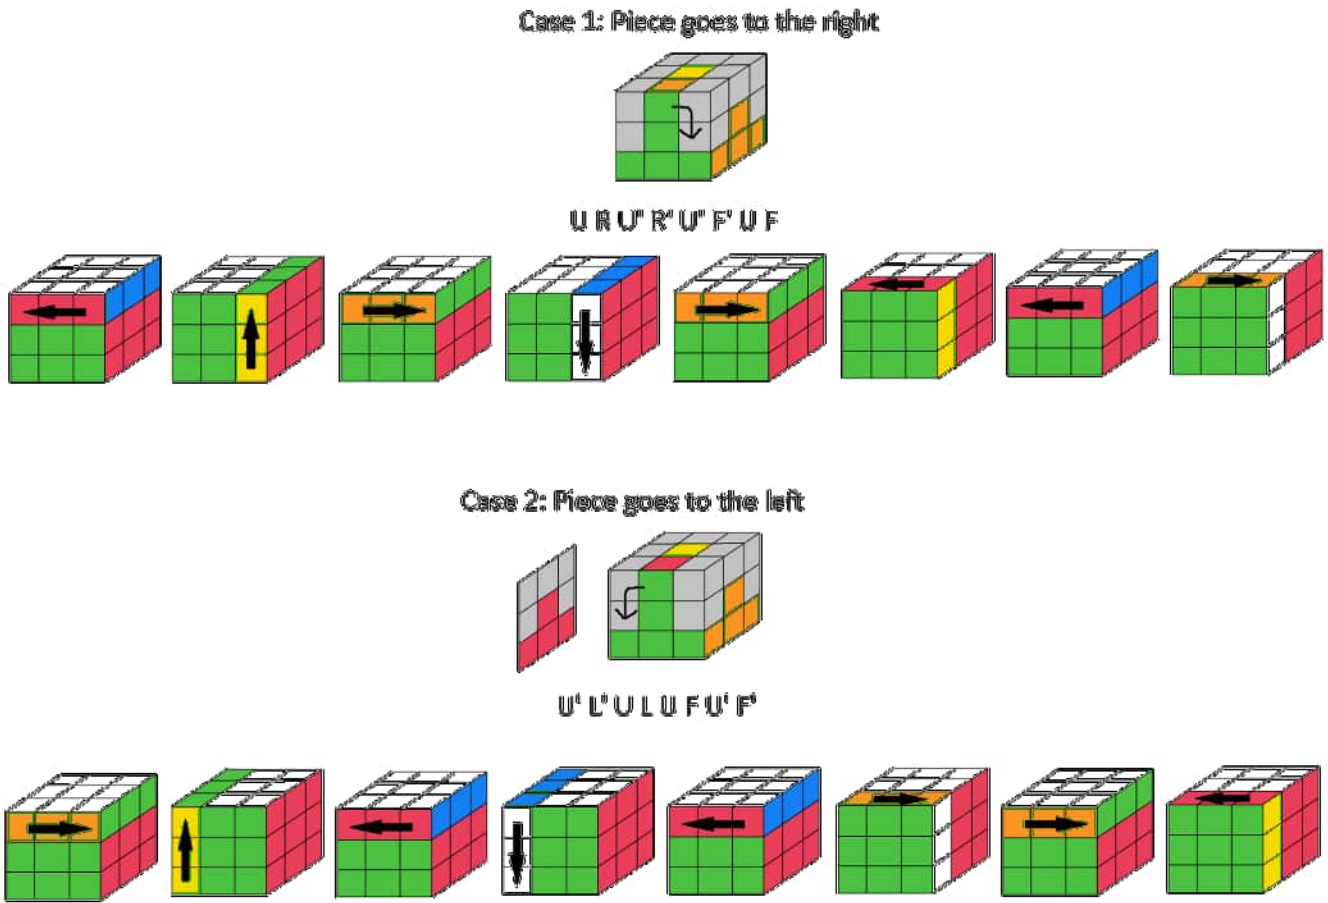 Case 1: Piece goes to the right
U R U' R' U' F' U F
Case 2: Piece goes to the left
U' L' U L U F U' F'